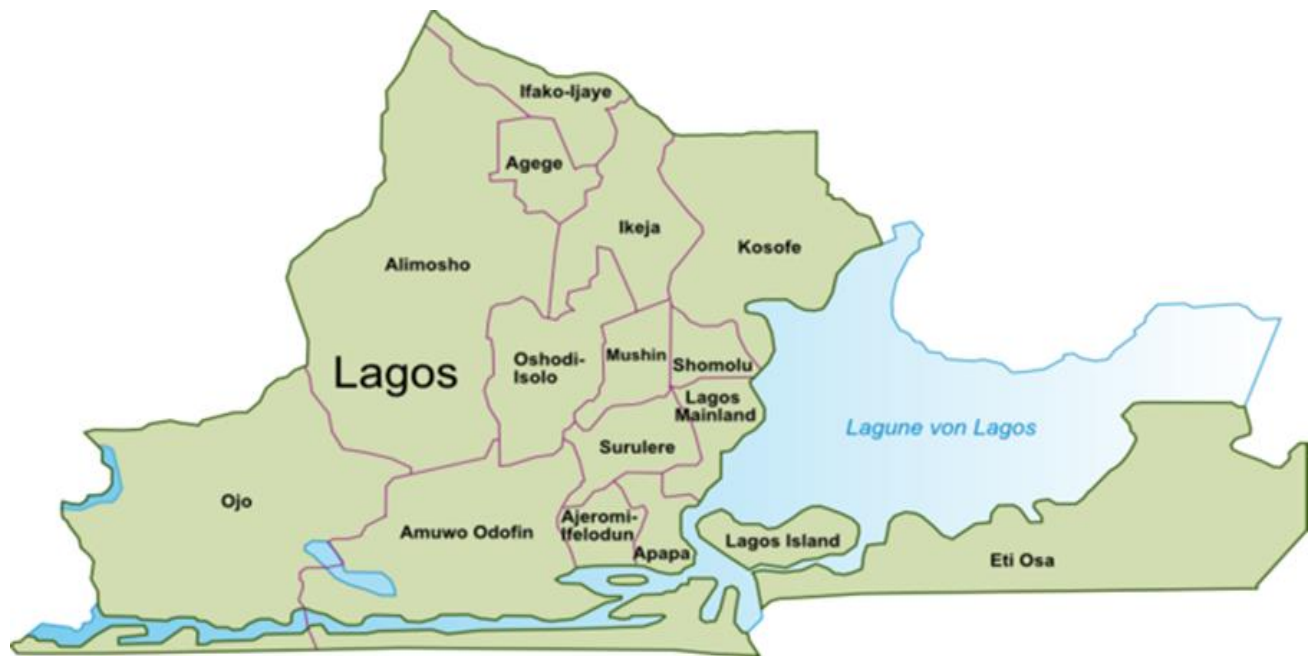 Ifako-Ijaye
Agege
Ikeja
Kosofe
Alimosho
Oshodi-
Isolo
Mushin
Shomolu
Lagos
Lagos
Mainland
Lagune von Lagos
Surulere
Ojo
Amuwo Odofin
Ajeromi-
Ifelodun
Apapa
Lagos Island
Eti Osa